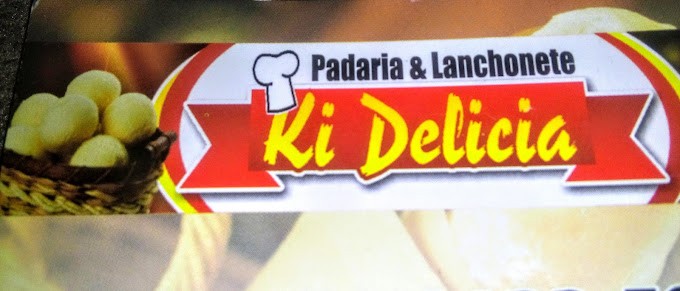 Padaria & Lanchonete
Ki Delicia